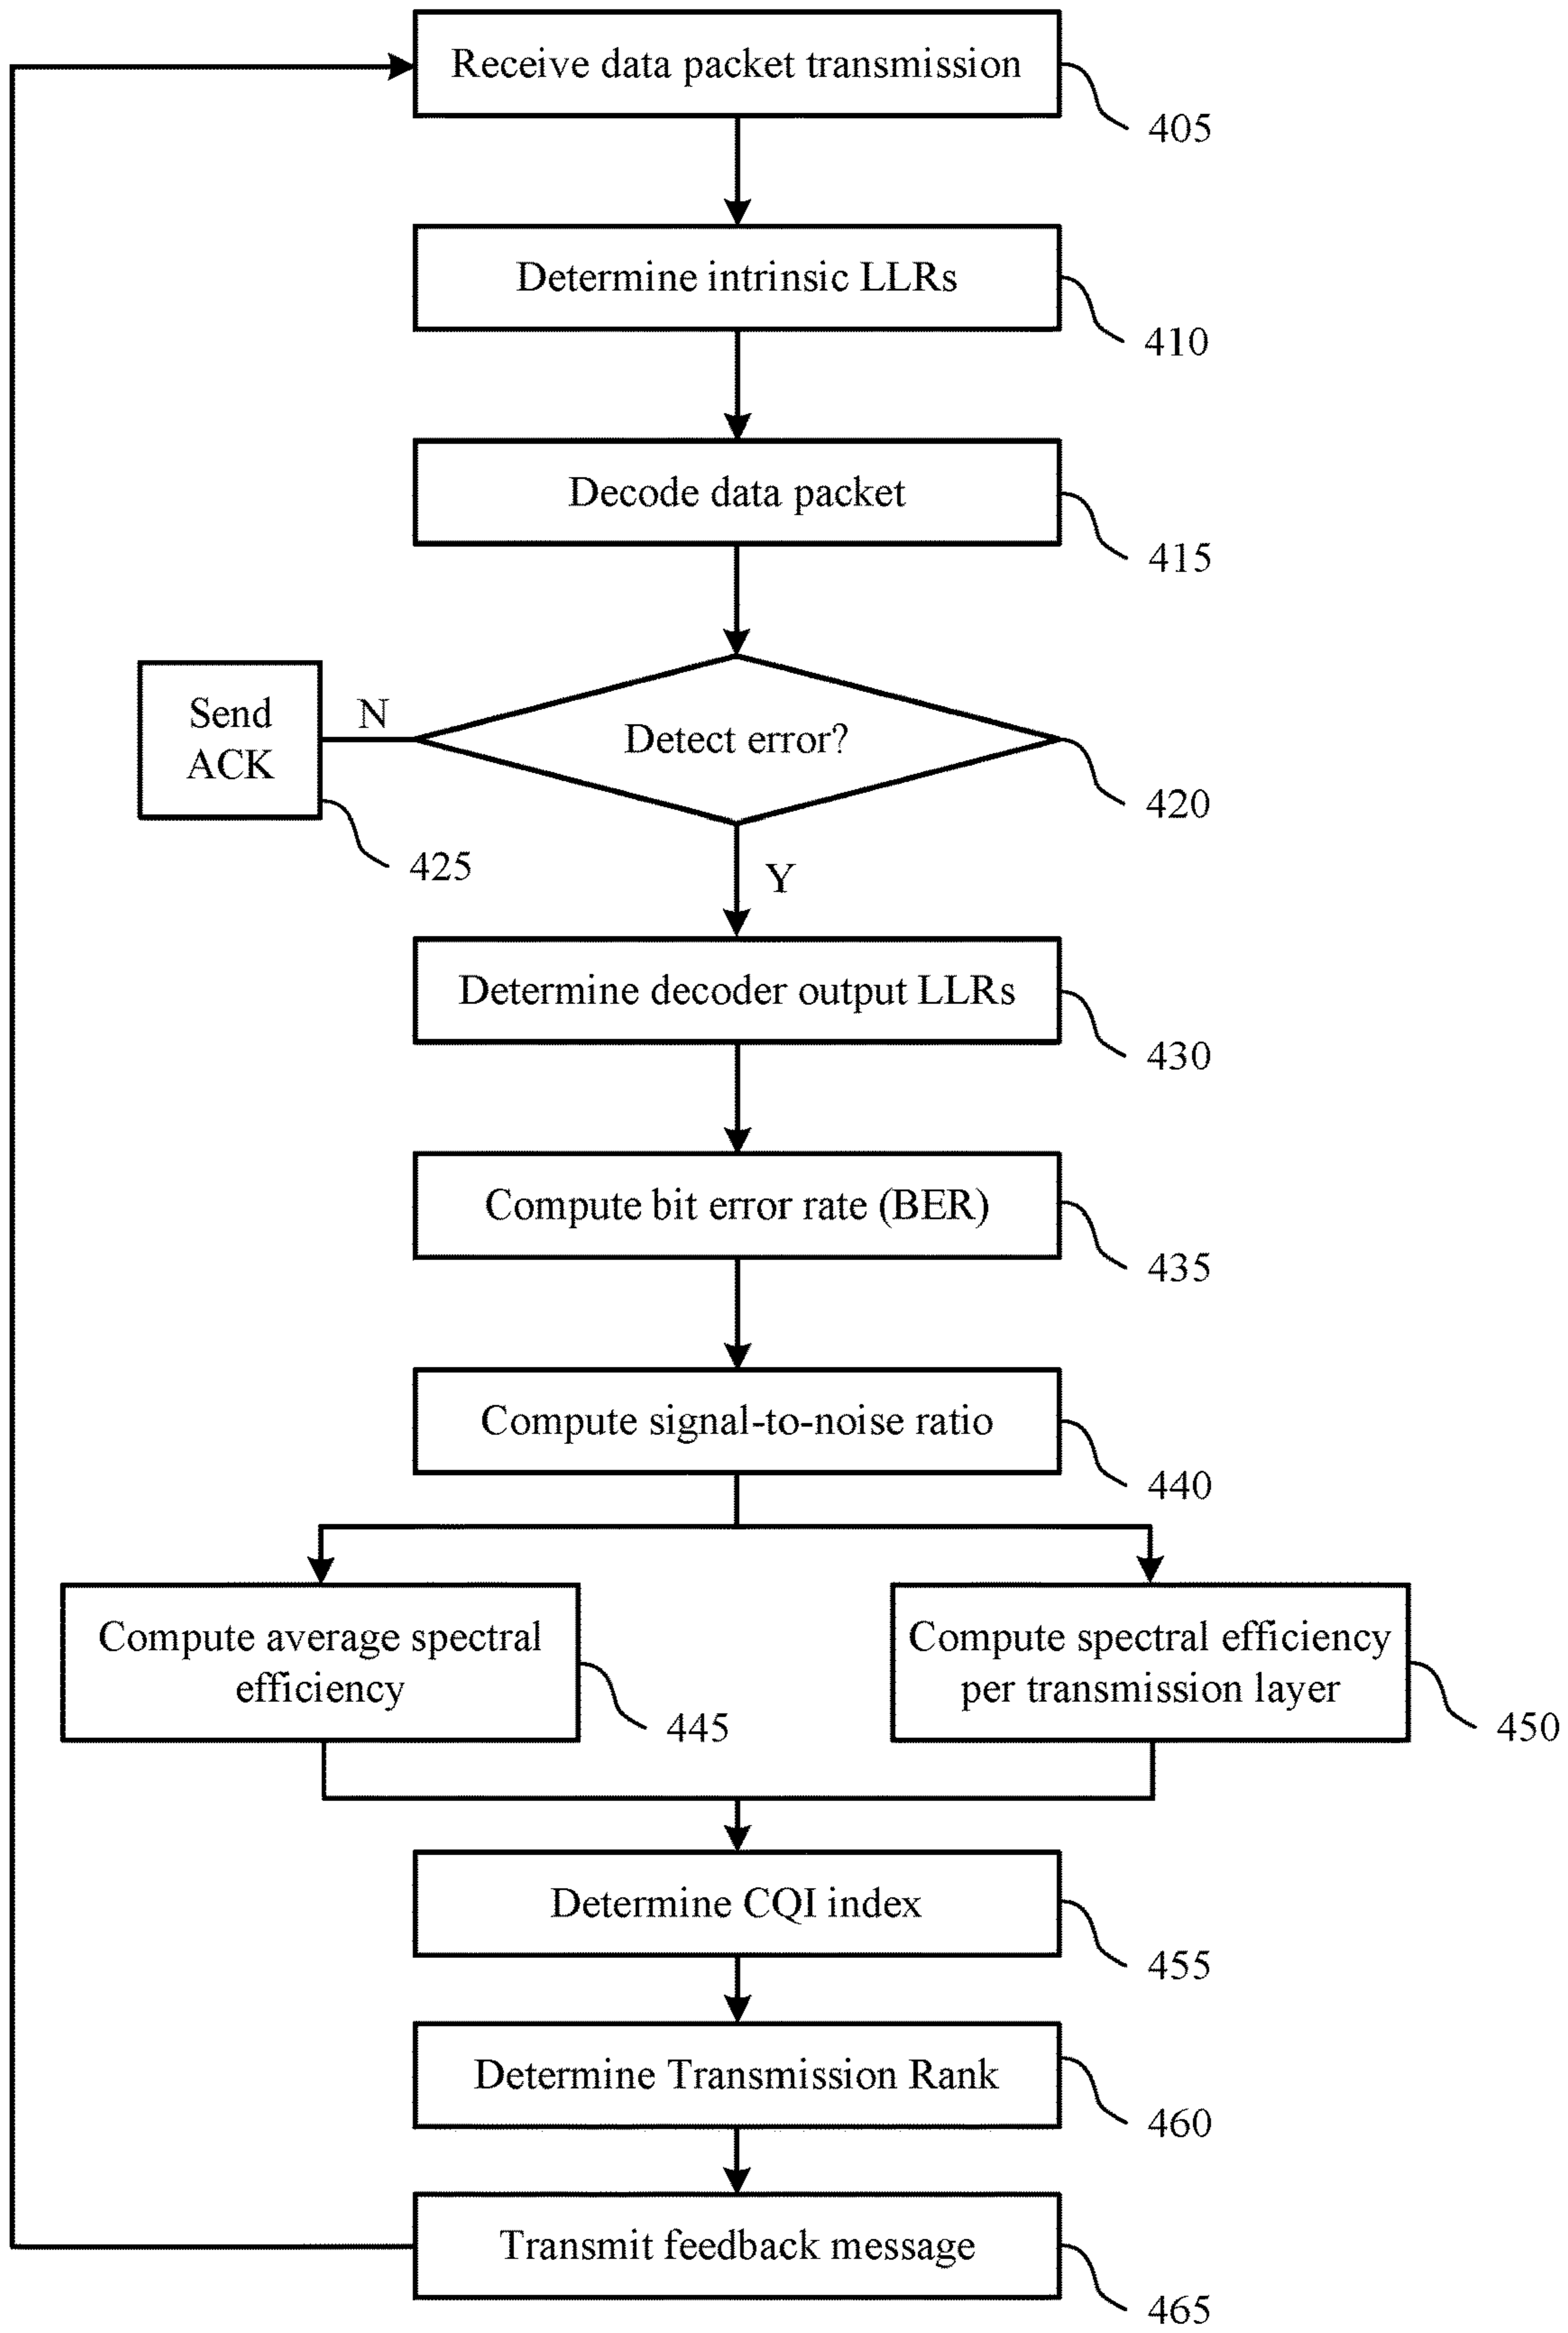 Receive data packet transmission
405
Determine intrinsic LLRs
410
Decode data packet
415
Send
ACK
N
Detect error?
420
425
Y
Determine decoder output LLRs
430
Compute bit error rate (BER)
435
Compute signal-to-noise ratio
440
Compute average spectral
efficiency
445
Compute spectral efficiency
per transmission layer
450
Determine CQI index
455
Determine Transmission Rank
460
Transmit feedback message
465